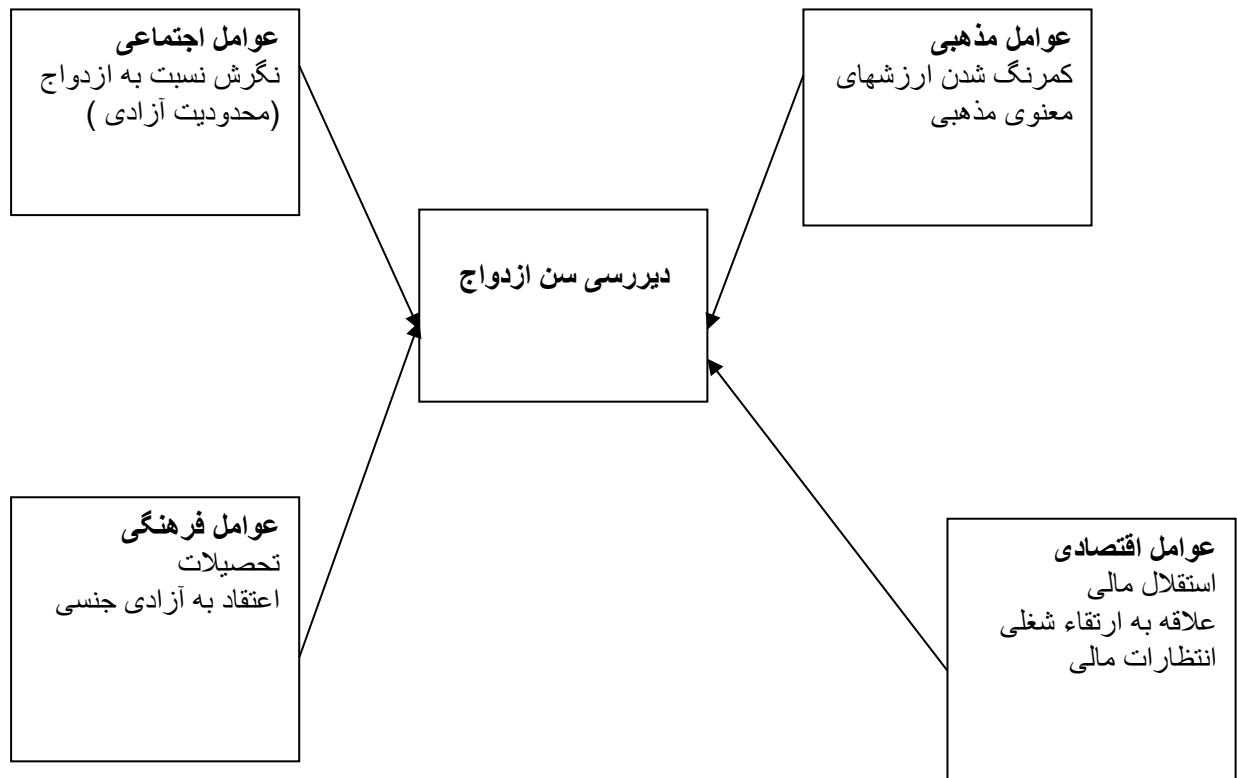 عوامل مذهبی
کمرنگ شدن ارزشهای
معنوی مذهبی
عوامل اجتماعی
نگرش نسبت به ازدواج
(محدودیت آزادی )
دیررسی سن ازدواج
عوامل اقتصادی
استقلال مالی
علاقه به ارتقاء شغلی
انتظارات مالی
عوامل فرهنگی
تحصیلات
اعتقاد به آزادی جنسی